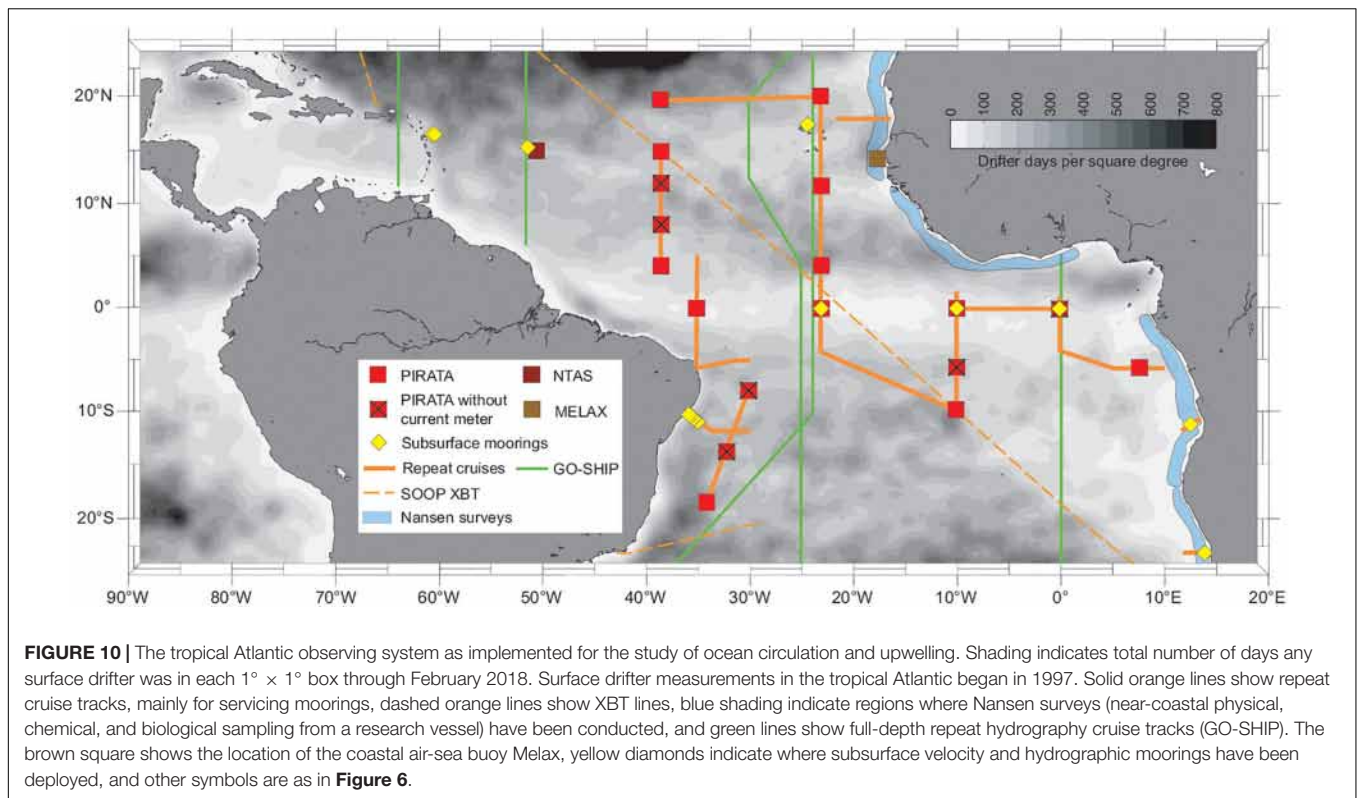 20°N
10°N
0°
10°S
20°S
90°W
80°W
70°W
60°W
50°W
40°W
30°W
20°W
10°W
0°
10°E
20°E
0
100
200
300
400
500
600
700
800
Drifter days per square degree
PIRATA
NTAS
PIRATA without
current meter
MELAX
Subsurface moorings
Repeat cruises
GO-SHIP
SOOP XBT
Nansen surveys
FIGURE 10 | The tropical Atlantic observing system as implemented for the study of ocean circulation and upwelling. Shading indicates total number of days any
surface drifter was in each 1° × 1° box through February 2018. Surface drifter measurements in the tropical Atlantic began in 1997. Solid orange lines show repeat
cruise tracks, mainly for servicing moorings, dashed orange lines show XBT lines, blue shading indicate regions where Nansen surveys (near-coastal physical,
chemical, and biological sampling from a research vessel) have been conducted, and green lines show full-depth repeat hydrography cruise tracks (GO-SHIP). The
brown square shows the location of the coastal air-sea buoy Melax, yellow diamonds indicate where subsurface velocity and hydrographic moorings have been
deployed, and other symbols are as in Figure 6.